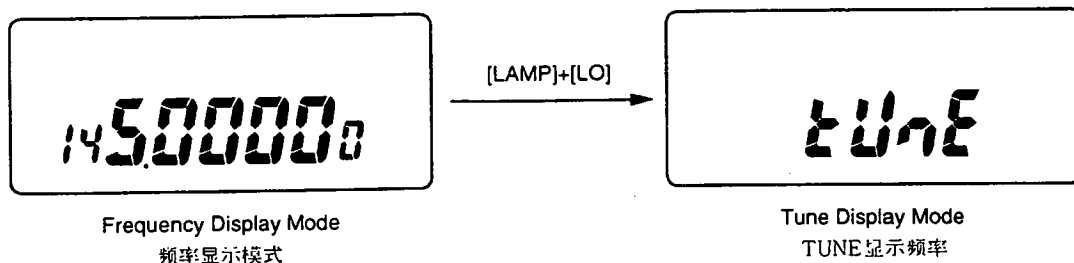 145.00000
[LAMP]+[LO]
tUnE
Frequency Display Mode
频率显示模式
Tune Display Mode
TUNE显示频率